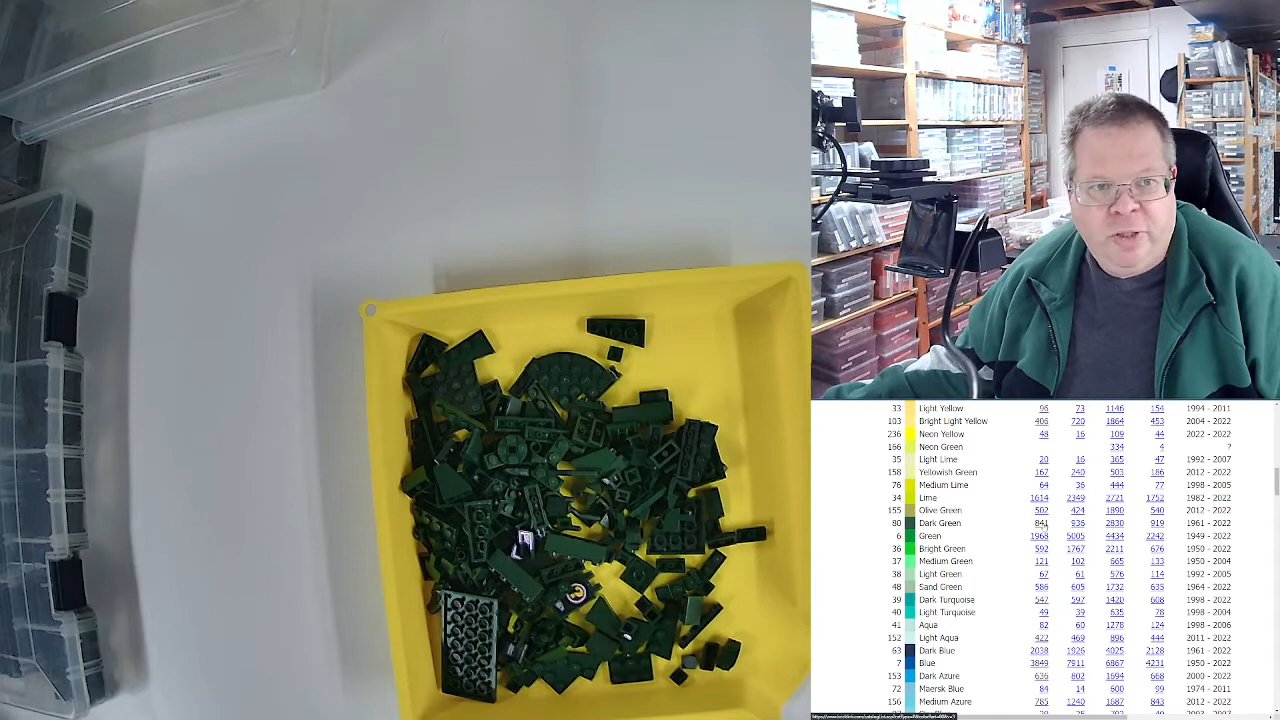 33 Light Yellow 96 73 1146 154 1994 - 2011
103 Bright Light Yellow 406 720 1864 453 2004 - 2022
236 Neon Yellow 48 16 109 44 2022 - 2022
166 Neon Green 334 4 ?
35 Light Lime 20 16 365 47 1992 - 2007
158 Yellowish Green 167 240 503 186 2012 - 2022
76 Medium Lime 64 36 444 77 1998 - 2005
34 Lime 1614 2349 2721 1752 1982 - 2022
155 Olive Green 502 424 1890 540 2012 - 2022
80 Dark Green 841 936 2830 919 1961 - 2022
6 Green 1968 5005 4434 2242 1949 - 2022
36 Bright Green 592 1767 2211 676 1950 - 2022
37 Medium Green 121 102 665 133 1950 - 2004
38 Light Green 67 61 576 114 1992 - 2005
48 Sand Green 586 605 1732 635 1964 - 2022
39 Dark Turquoise 547 597 1420 608 1998 - 2022
40 Light Turquoise 49 39 635 78 1998 - 2004
41 Aqua 82 60 1278 124 1998 - 2006
152 Light Aqua 422 469 896 444 2011 - 2022
63 Dark Blue 2038 1926 4025 2128 1961 - 2022
7 Blue 3849 7911 6867 4231 1950 - 2022
153 Dark Azure 636 802 1694 668 2000 - 2022
72 Maersk Blue 84 14 600 99 1974 - 2011
156 Medium Azure 785 1240 1687 843 2012 - 2022